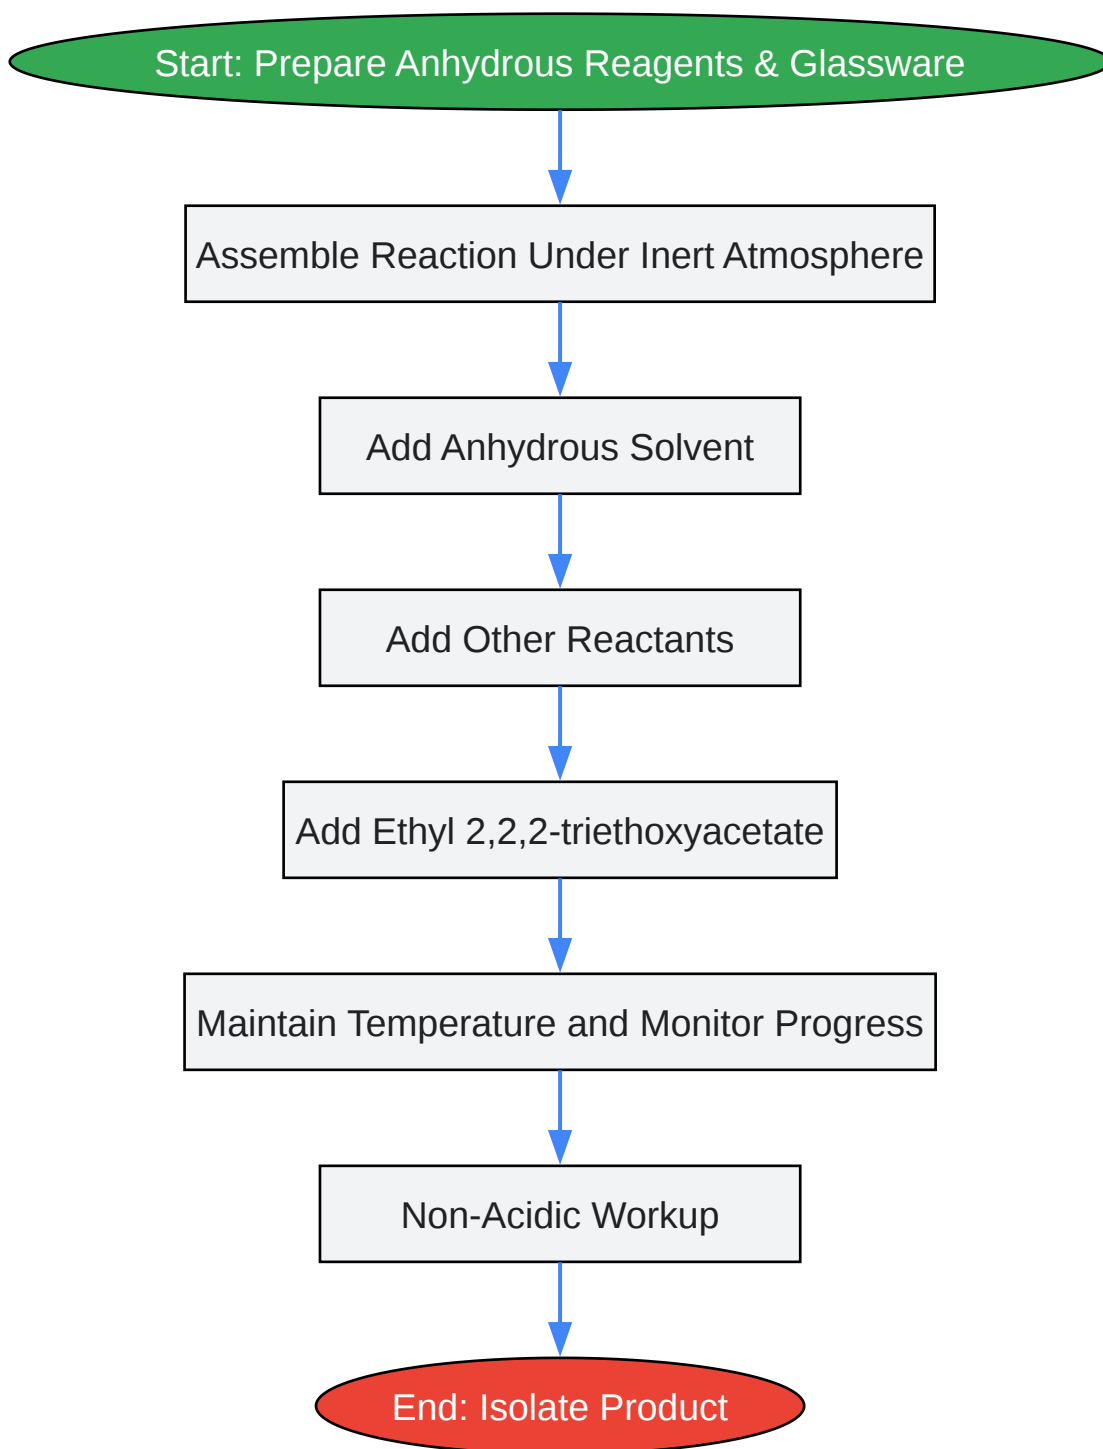 Start: Prepare Anhydrous Reagents & Glassware
Assemble Reaction Under Inert Atmosphere
Add Anhydrous Solvent
Add Other Reactants
Add Ethyl 2,2,2-triethoxyacetate
Maintain Temperature and Monitor Progress
Non-Acidic Workup
End: Isolate Product